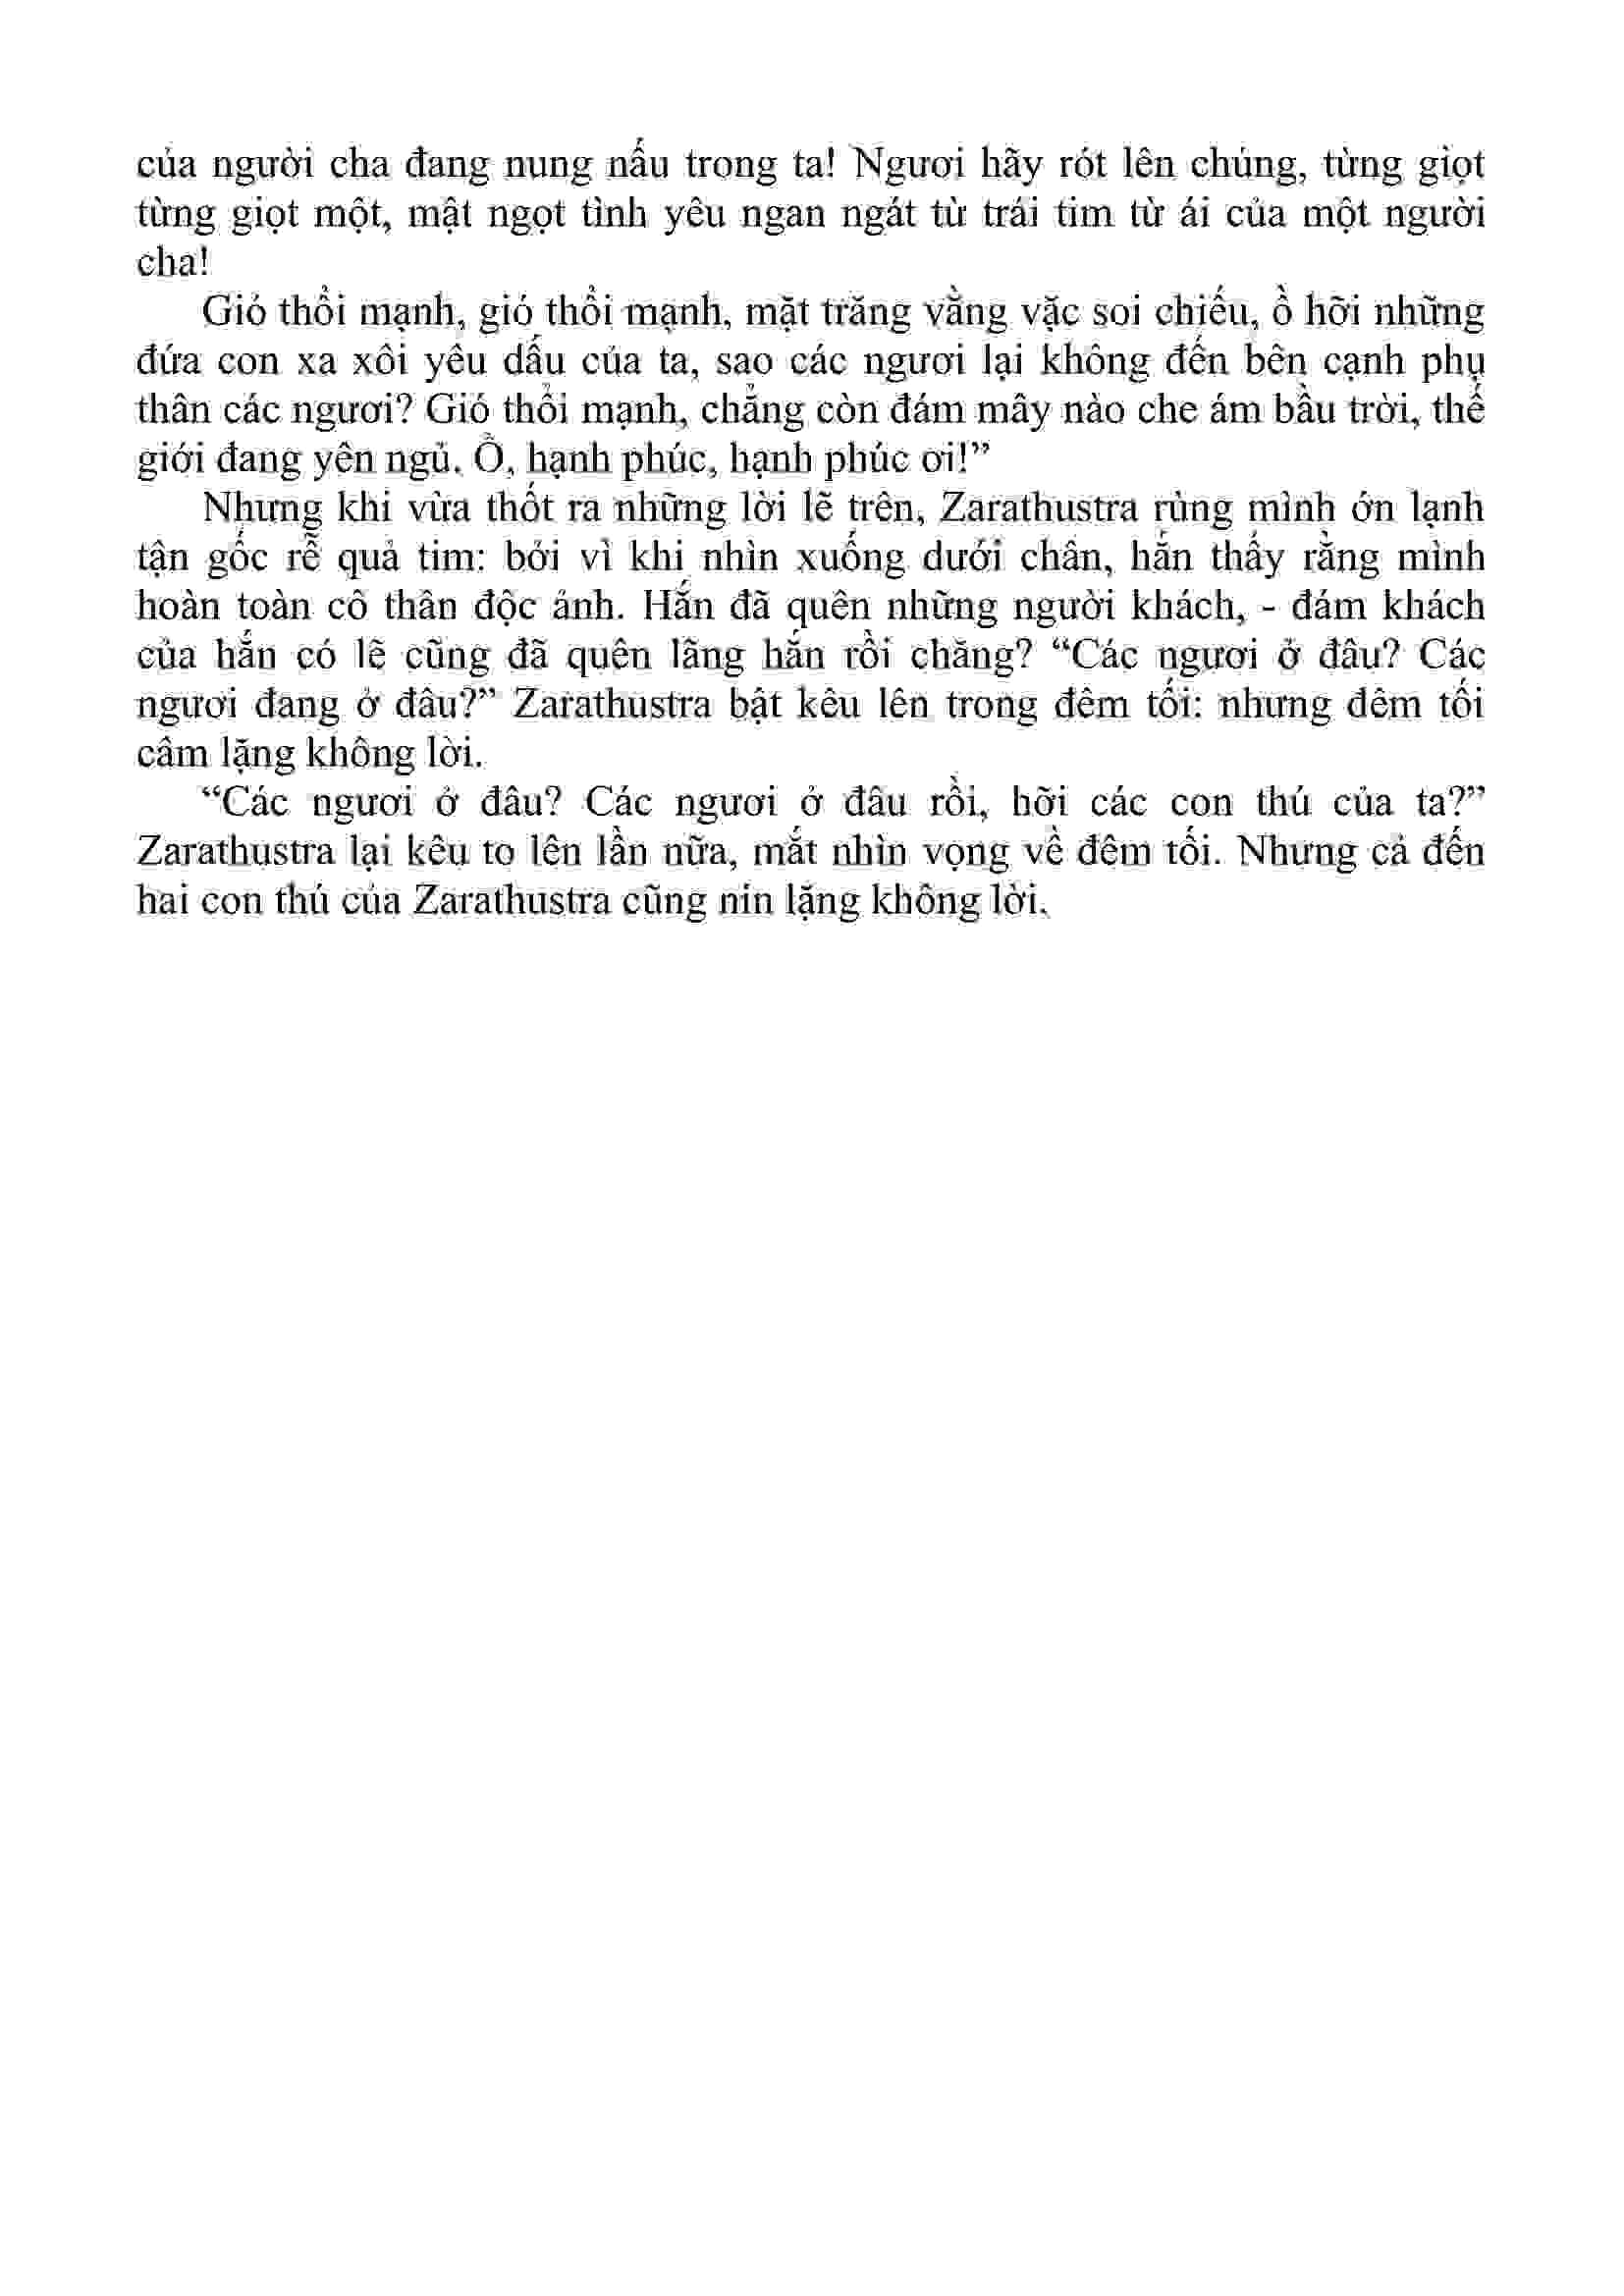 của người cha đang nung nấu trong ta! Ngươi hãy rót lên chúng, từng giọt
từng giọt một, mật ngọt tình yêu ngan ngát từ trái tim từ ái của một người
cha!
Gió thổi mạnh, gió thổi mạnh, mặt trăng vằng vặc soi chiếu, ồ hỡi những
đứa con xa xôi yêu dấu của ta, sao các ngươi lại không đến bên cạnh phụ
thân các ngươi? Gió thổi mạnh, chẳng còn đám mây nào che ám bầu trời, thế
giới đang yên ngủ. Ồ, hạnh phúc, hạnh phúc ơi!”
Nhưng khi vừa thốt ra những lời lẽ trên, Zarathustra rùng mình ớn lạnh
tận gốc rễ quả tim: bởi vì khi nhìn xuống dưới chân, hắn thấy rằng mình
hoàn toàn cô thân độc ảnh. Hắn đã quên những người khách, - đám khách
của hắn có lẽ cũng đã quên lãng hắn rồi chăng? “Các ngươi ở đâu? Các
ngươi đang ở đâu?” Zarathustra bật kêu lên trong đêm tối: nhưng đêm tối
câm lặng không lời.
“Các ngươi ở đâu? Các ngươi ở đâu rồi, hỡi các con thú của ta?”
Zarathustra lại kêu to lên lần nữa, mắt nhìn vọng về đêm tối. Nhưng cả đến
hai con thú của Zarathustra cũng nín lặng không lời.